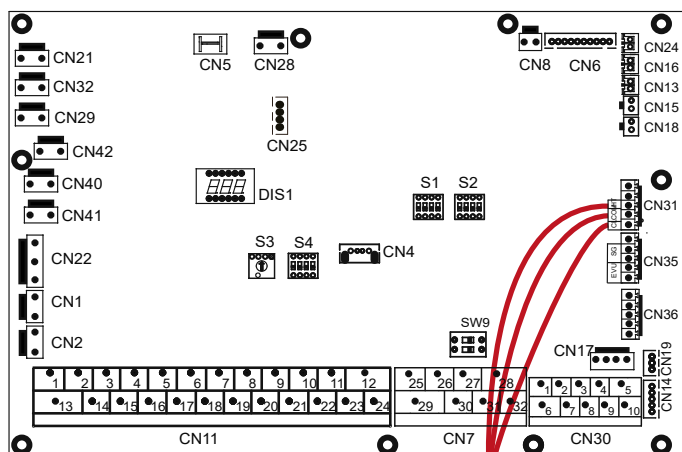 CN21
CN32
CN29
CN42
CN40
CN41
CN22
CN1
CN2
CN5
CN28
CN25
DIS1
S1
S2
S3
S4
CN4
SW9
CN8
CN6
CN24
CN16
CN13
CN15
CN18
CN31
CN35
SG
EVU
CN36
CN17
CN19
CN14
1 2 3 4 5 6 7 8 9 10 11 12
13 14 15 16 17 18 19 20 21 22 23 24
CN11
25 26 27 28
29 30 31 32
CN7
1 2 3 4 5
6 7 8 9 10
CN30